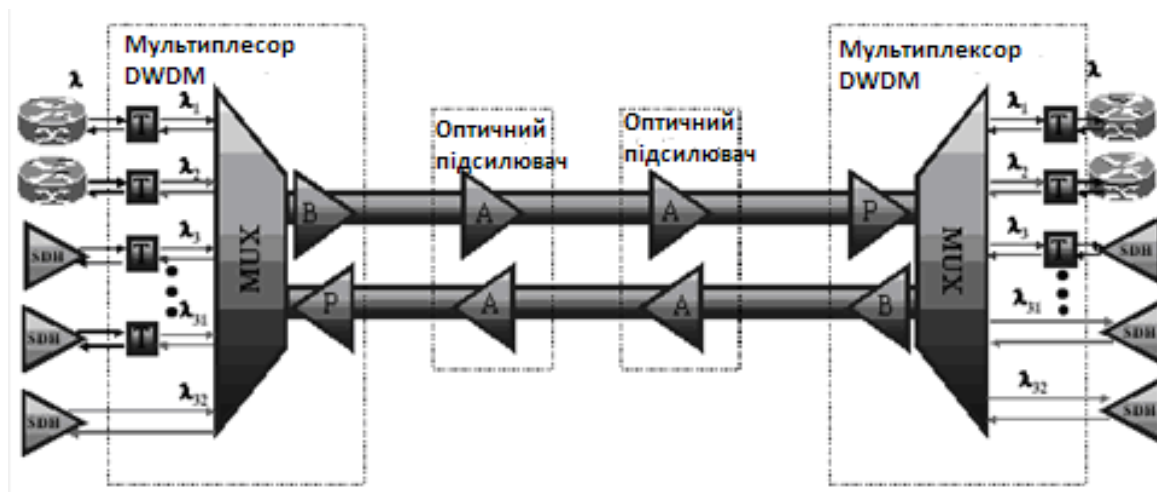 Мультиплесор
DWDM
Мультиплексор
DWDM
λ
λ
λ₁
λ₁
Оптичний
підсилювач
Оптичний
підсилювач
T
T
λ₂
λ₂
T
T
B
A
A
P
SDH
λ₃
T
MUX
MUX
λ₃
T
SDH
P
A
A
B
SDH
λ₃₁
T
λ₃₁
SDH
SDH
λ₃₂
λ₃₂
SDH